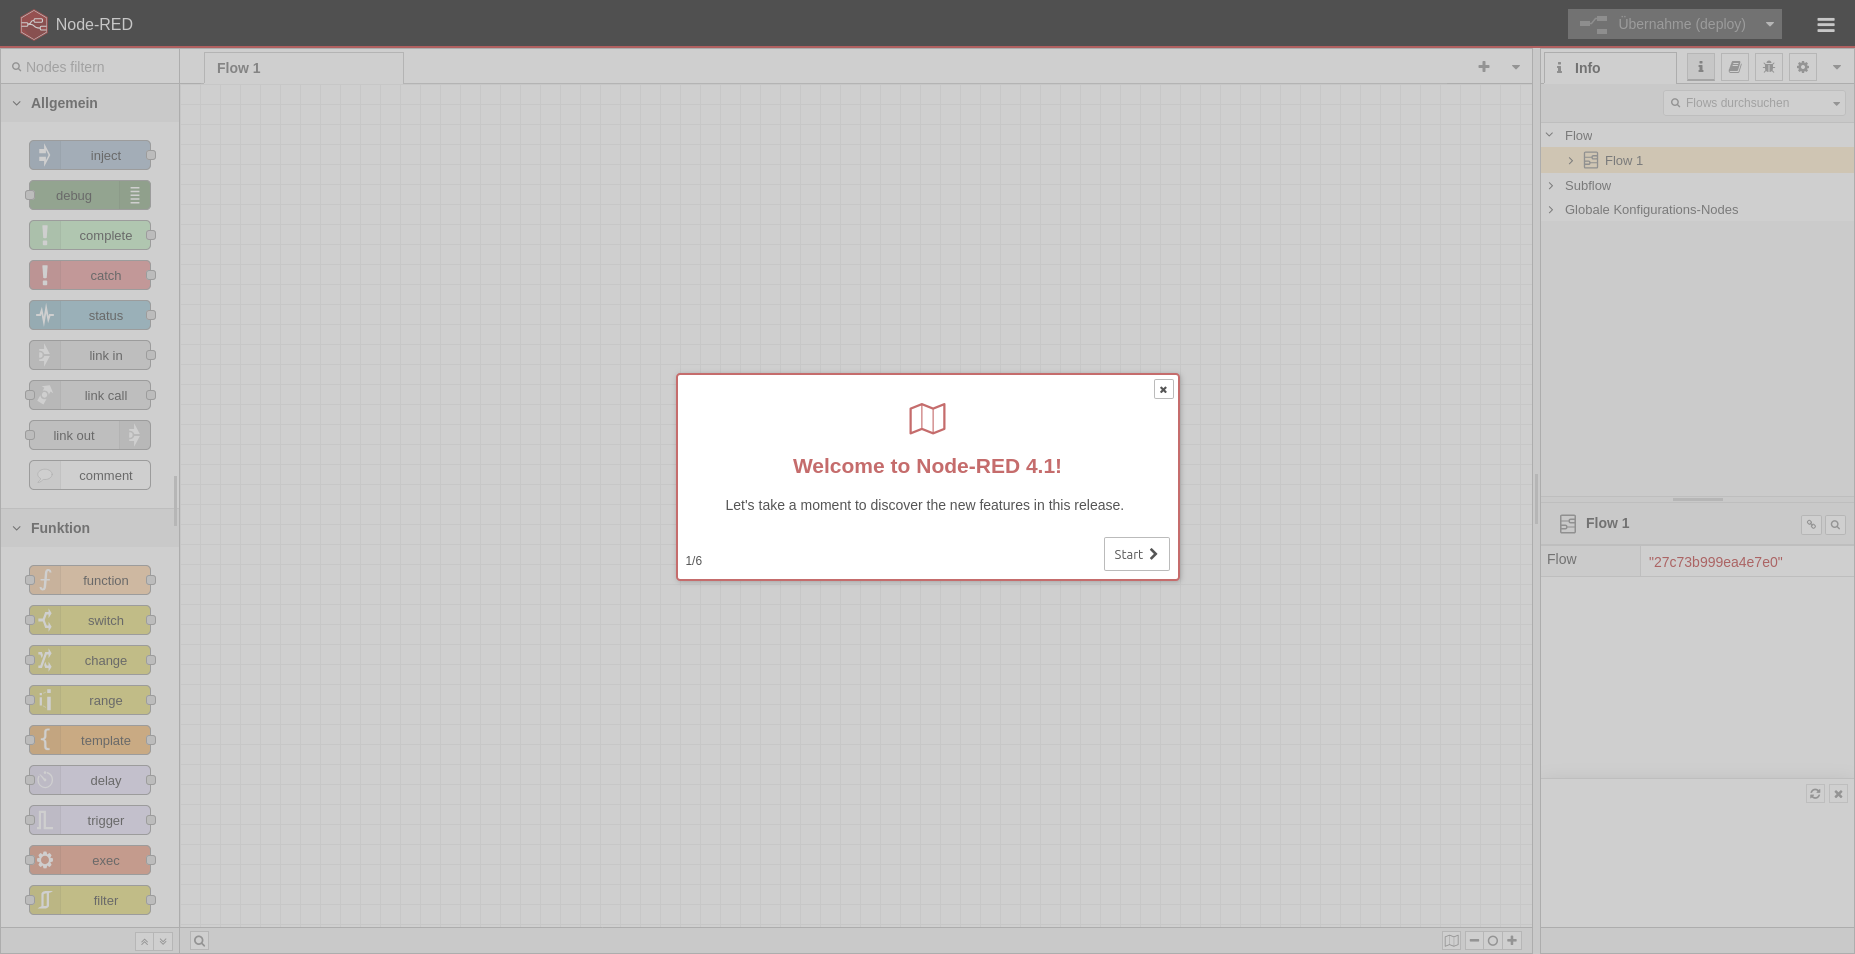 Node-RED
Übernahme (deploy)
Nodes filtern
Flow 1
Info
Allgemein
Flows durchsuchen
Flow
Flow 1
Subflow
Globale Konfigurations-Nodes
inject
debug
complete
catch
status
link in
link call
link out
comment
Funktion
function
switch
change
range
template
delay
trigger
exec
filter
Welcome to Node-RED 4.1!
Let's take a moment to discover the new features in this release.
1/6
Start
Flow 1
Flow
"27c73b999ea4e7e0"